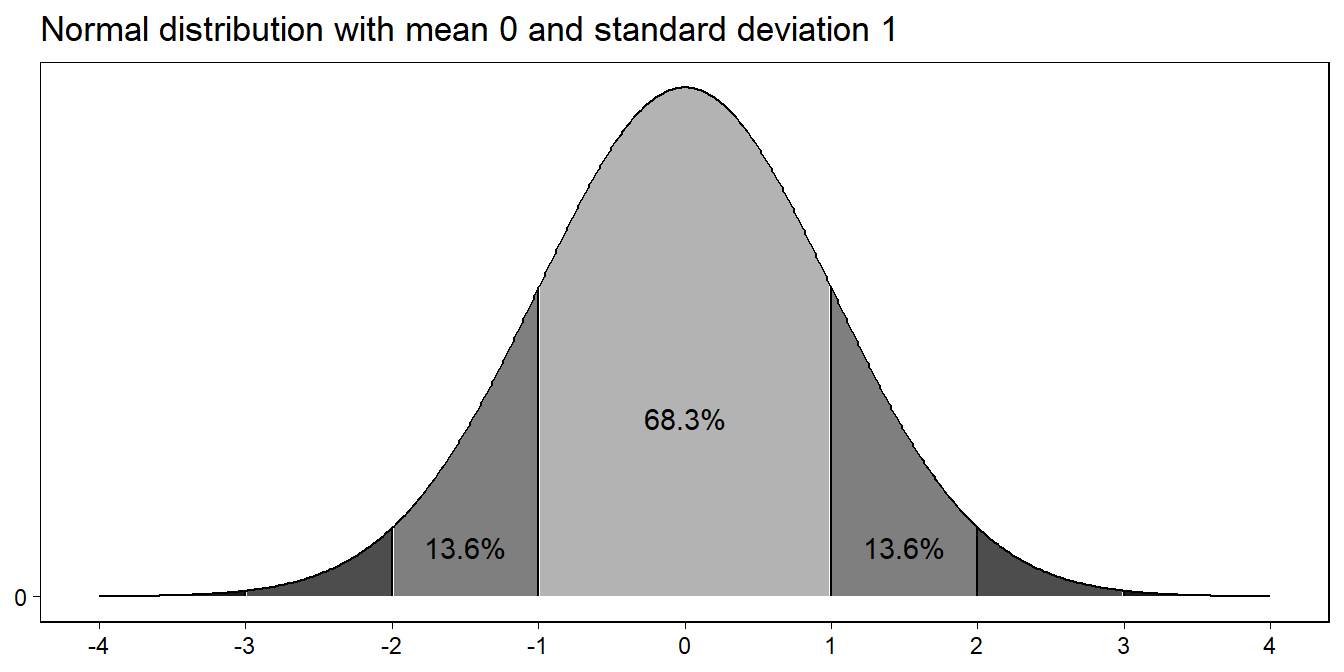 Normal distribution with mean 0 and standard deviation 1
68.3%
13.6% 13.6%
0
-4 -3 -2 -1 0 1 2 3 4